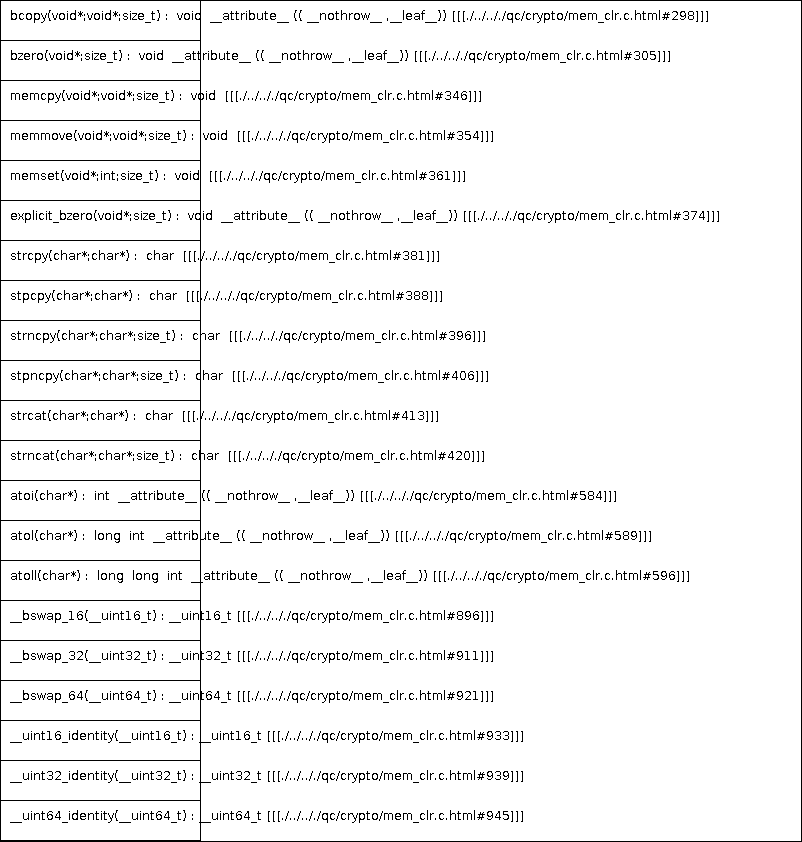 bcopy(void*;void*;size_t) : void __attribute__ (( __nothrow__ ,__leaf__)) [[[./../.././qc/crypto/mem_clr.c.html#298]]]
bzero(void*;size_t) : void __attribute__ (( __nothrow__ ,__leaf__)) [[[./../.././qc/crypto/mem_clr.c.html#305]]]
memcpy(void*;void*;size_t) : void [[[./../.././qc/crypto/mem_clr.c.html#346]]]
memmove(void*;void*;size_t) : void [[[./../.././qc/crypto/mem_clr.c.html#354]]]
memset(void*;int;size_t) : void [[[./../.././qc/crypto/mem_clr.c.html#361]]]
explicit_bzero(void*;size_t) : void __attribute__ (( __nothrow__ ,__leaf__)) [[[./../.././qc/crypto/mem_clr.c.html#374]]]
strcpy(char*;char*) : char [[[./../.././qc/crypto/mem_clr.c.html#381]]]
stpcpy(char*;char*) : char [[[./../.././qc/crypto/mem_clr.c.html#388]]]
strncpy(char*;char*;size_t) : char [[[./../.././qc/crypto/mem_clr.c.html#396]]]
stpncpy(char*;char*;size_t) : char [[[./../.././qc/crypto/mem_clr.c.html#406]]]
strcat(char*;char*) : char [[[./../.././qc/crypto/mem_clr.c.html#413]]]
strncat(char*;char*;size_t) : char [[[./../.././qc/crypto/mem_clr.c.html#420]]]
atoi(char*) : int __attribute__ (( __nothrow__ ,__leaf__)) [[[./../.././qc/crypto/mem_clr.c.html#584]]]
atol(char*) : long int __attribute__ (( __nothrow__ ,__leaf__)) [[[./../.././qc/crypto/mem_clr.c.html#589]]]
atoll(char*) : long long int __attribute__ (( __nothrow__ ,__leaf__)) [[[./../.././qc/crypto/mem_clr.c.html#596]]]
__bswap_16(__uint16_t) : __uint16_t [[[./../.././qc/crypto/mem_clr.c.html#896]]]
__bswap_32(__uint32_t) : __uint32_t [[[./../.././qc/crypto/mem_clr.c.html#911]]]
__bswap_64(__uint64_t) : __uint64_t [[[./../.././qc/crypto/mem_clr.c.html#921]]]
__uint16_identity(__uint16_t) : __uint16_t [[[./../.././qc/crypto/mem_clr.c.html#933]]]
__uint32_identity(__uint32_t) : __uint32_t [[[./../.././qc/crypto/mem_clr.c.html#939]]]
__uint64_identity(__uint64_t) : __uint64_t [[[./../.././qc/crypto/mem_clr.c.html#945]]]